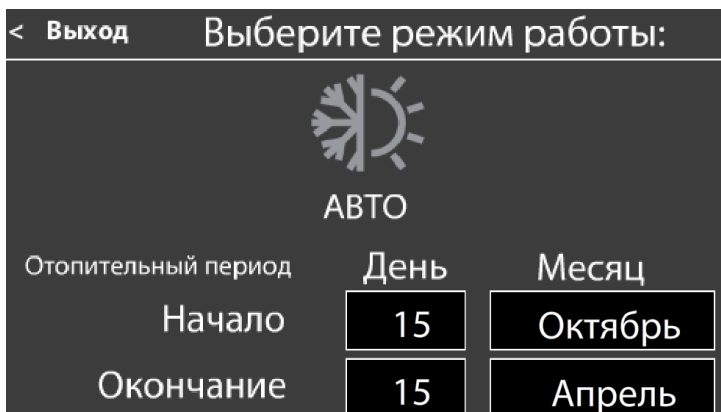 < Выход Выберите режим работы:
АВТО
Отопительный период День Месяц
Начало 15 Октябрь
Окончание 15 Апрель